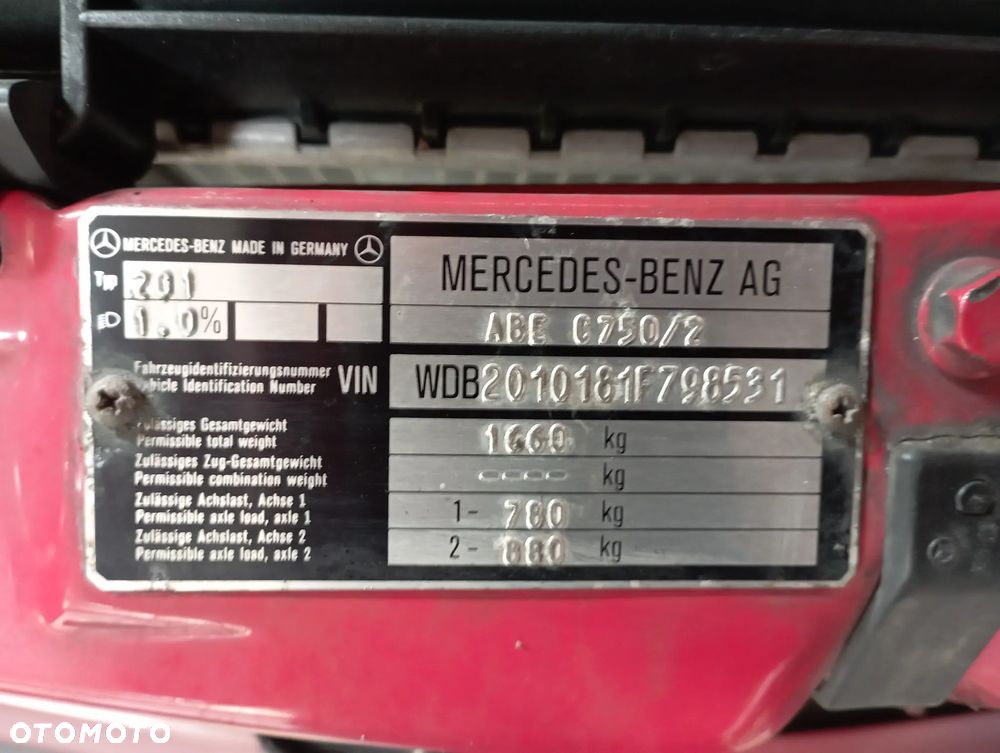 MERCEDES-BENZ MADE IN GERMANY
Typ 201
1.0%
MERCEDES-BENZ AG
ABE C750/2
Fahrzeugidentifizierungsnummer
Vehicle Identification Number
VIN WDB2010181F798531
Zulässiges Gesamtgewicht
Permissible total weight
1660 kg
Zulässiges Zug-Gesamtgewicht
Permissible combination weight
---- kg
Zulässige Achslast, Achse 1
Permissible axle load, axle 1
1- 780 kg
Zulässige Achslast, Achse 2
Permissible axle load, axle 2
2- 880 kg
OTOMOTO